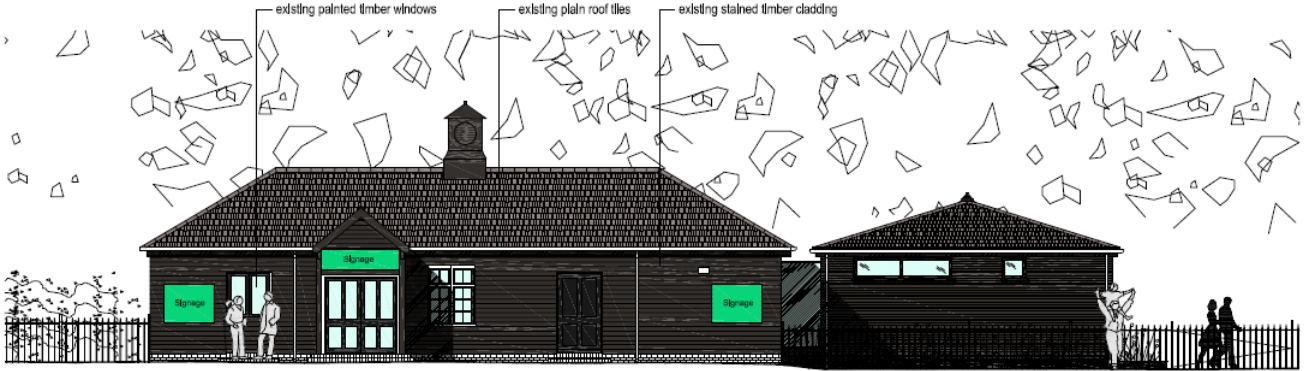 existing painted timber windows
existing plain roof tiles
existing stained timber cladding
Signage
Signage
Signage